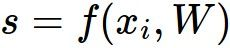 s = f(x_i, W)